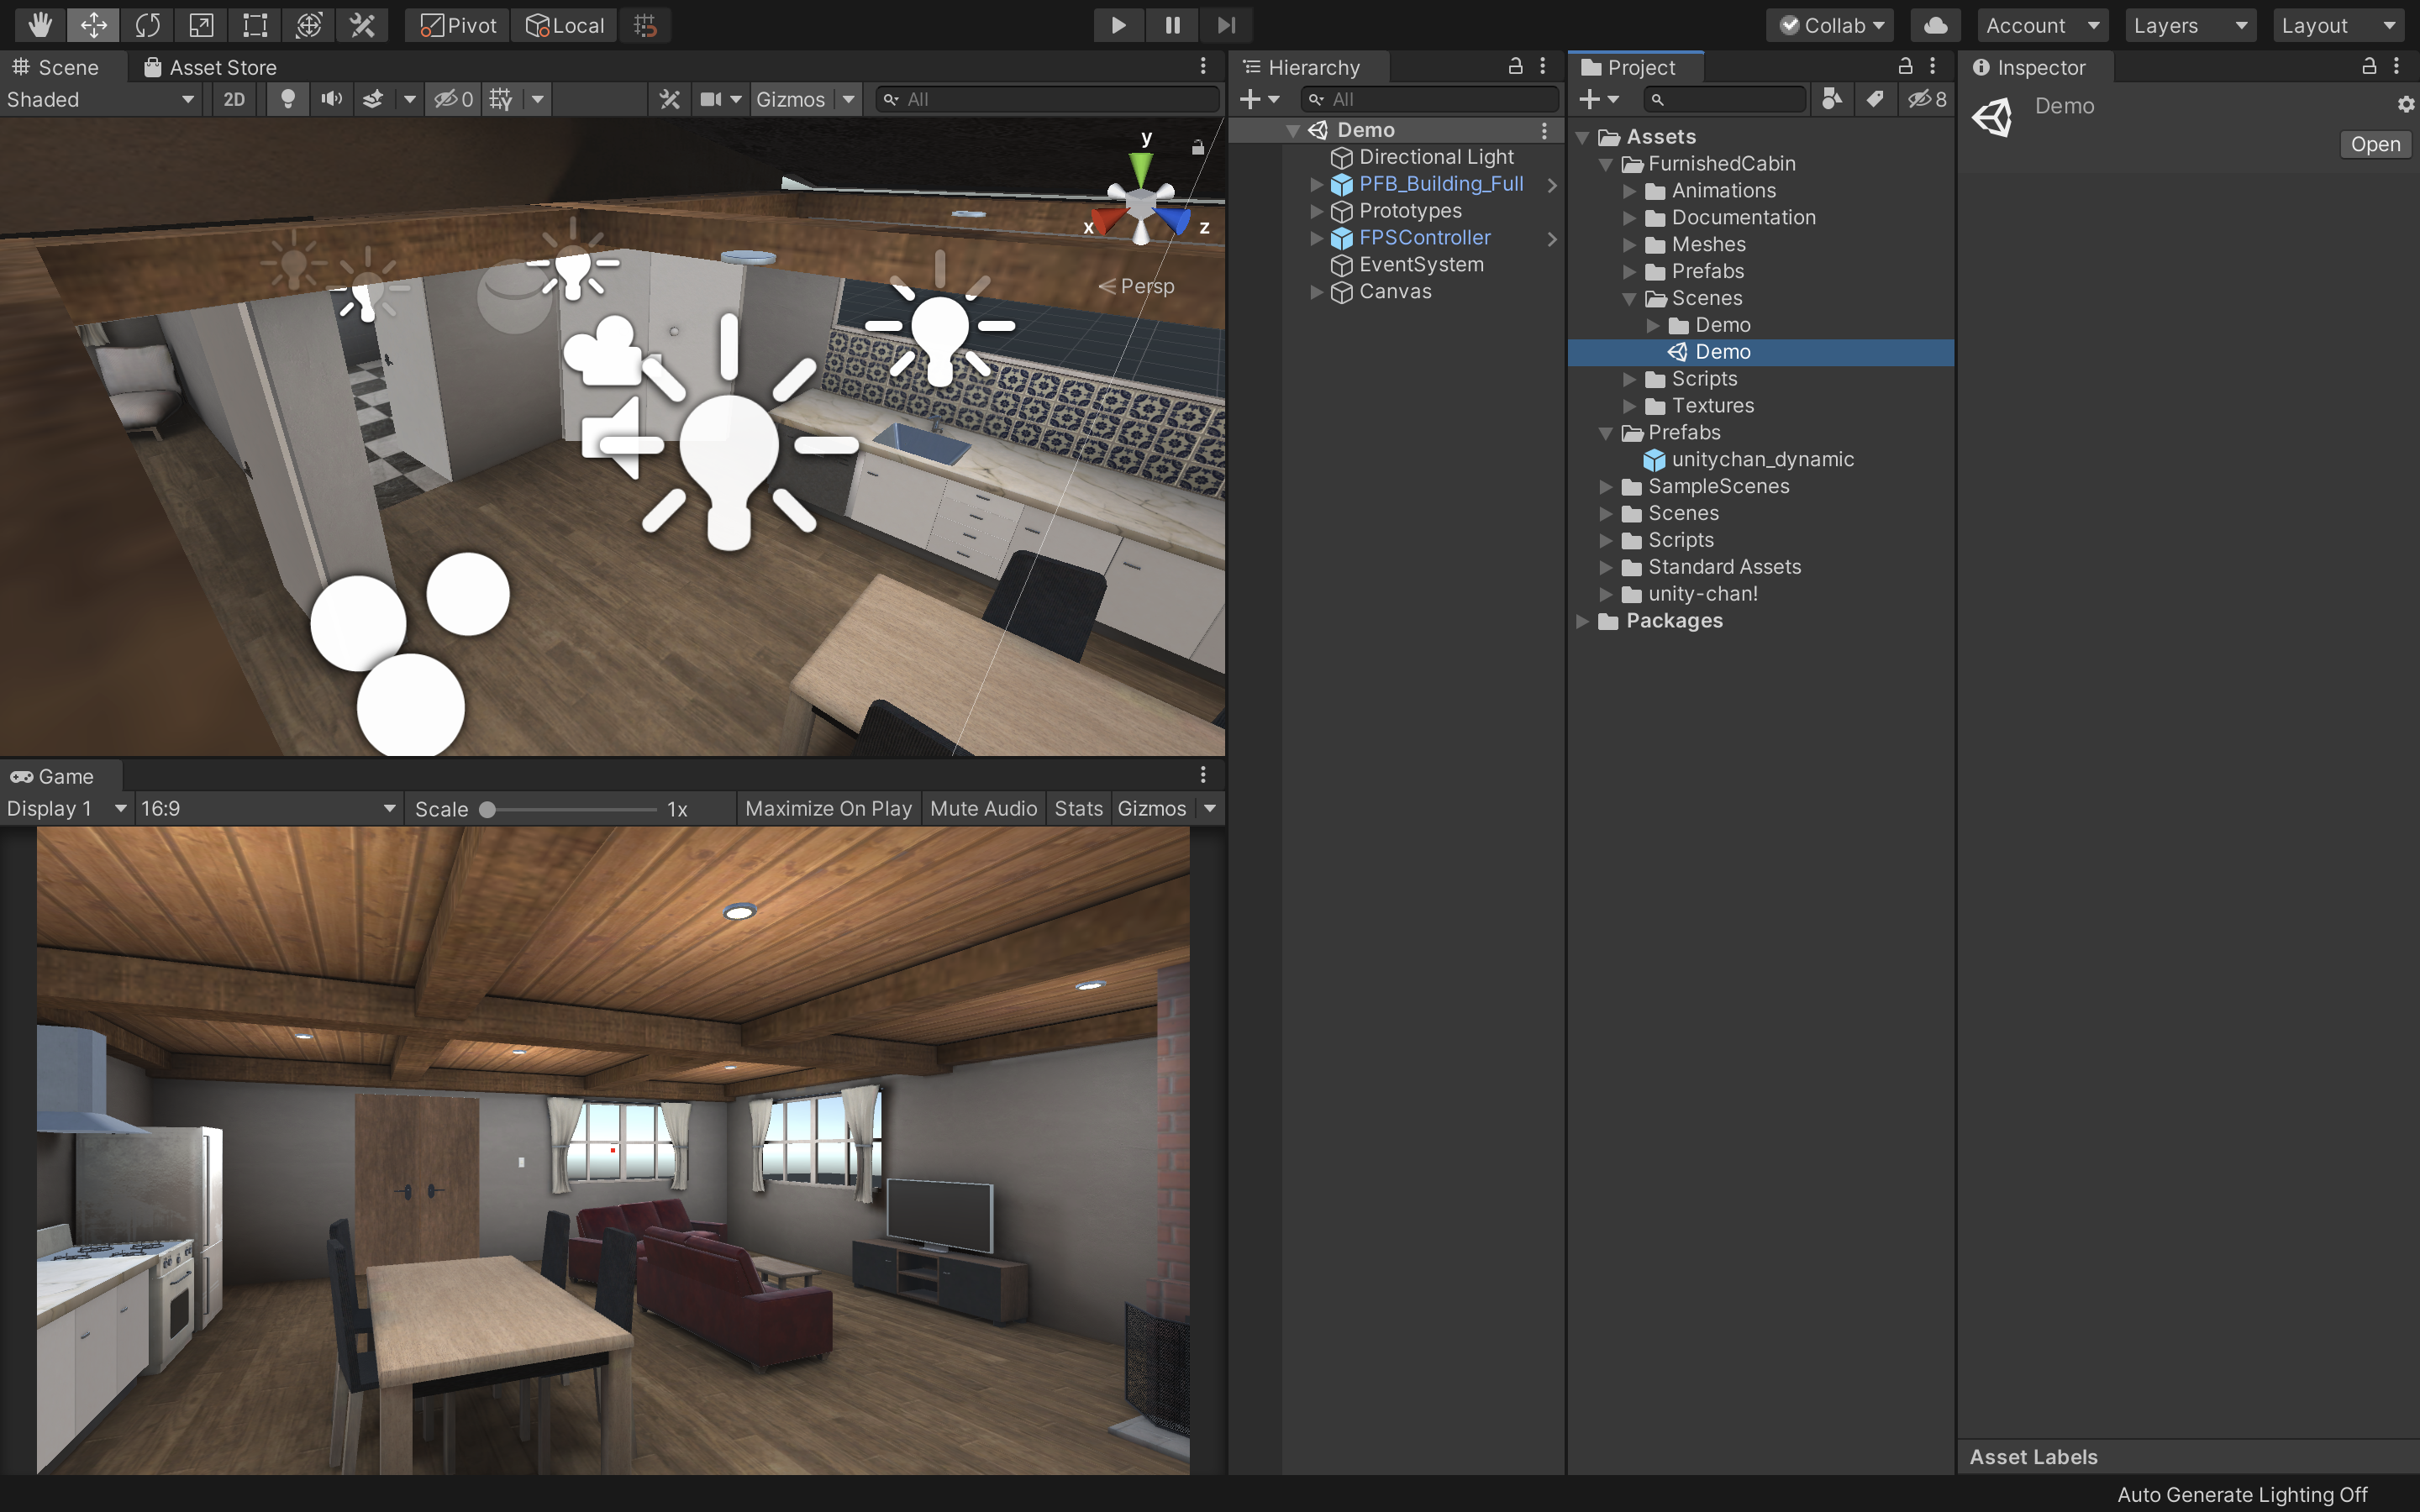 Pivot Local Collab Account Layers Layout
Scene Asset Store
Shaded 2D 0 Gizmos All
y
x z
Persp
Game
Display 1 16:9 Scale 1x Maximize On Play Mute Audio Stats Gizmos
Hierarchy
All
Demo
Directional Light
PFB_Building_Full
Prototypes
FPSController
EventSystem
Canvas
Project
8
Assets
FurnishedCabin
Animations
Documentation
Meshes
Prefabs
Scenes
Demo
Demo
Scripts
Textures
Prefabs
unitychan_dynamic
SampleScenes
Scenes
Scripts
Standard Assets
unity-chan!
Packages
Inspector
Demo
Open
Asset Labels
Auto Generate Lighting Off